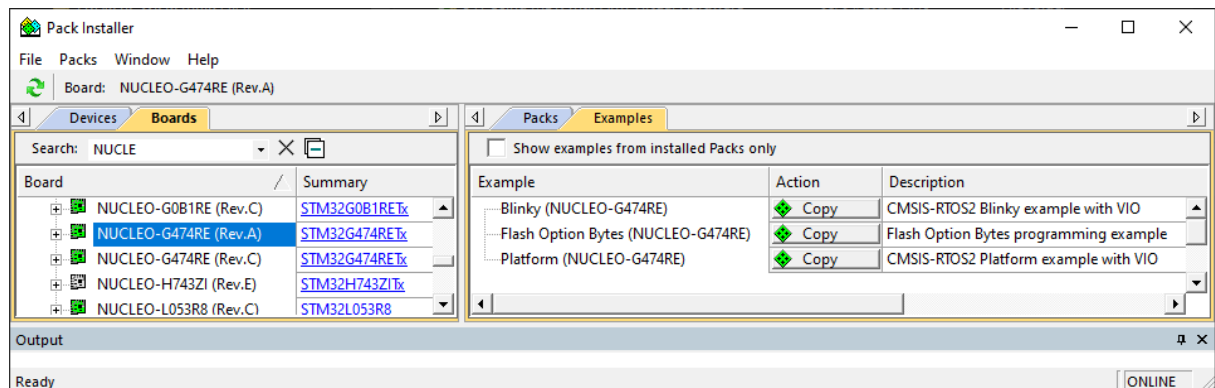 Pack Installer
File Packs Window Help
Board: NUCLEO-G474RE (Rev.A)
Devices Boards
Search: NUCLE
Board Summary
NUCLEO-G0B1RE (Rev.C) STM32G0B1RETx
NUCLEO-G474RE (Rev.A) STM32G474RETx
NUCLEO-G474RE (Rev.C) STM32G474RETx
NUCLEO-H743ZI (Rev.E) STM32H743ZITx
NUCLEO-L053R8 (Rev.C) STM32L053R8
Packs Examples
Show examples from installed Packs only
Example Action Description
Blinky (NUCLEO-G474RE) Copy CMSIS-RTOS2 Blinky example with VIO
Flash Option Bytes (NUCLEO-G474RE) Copy Flash Option Bytes programming example
Platform (NUCLEO-G474RE) Copy CMSIS-RTOS2 Platform example with VIO
Output
Ready ONLINE